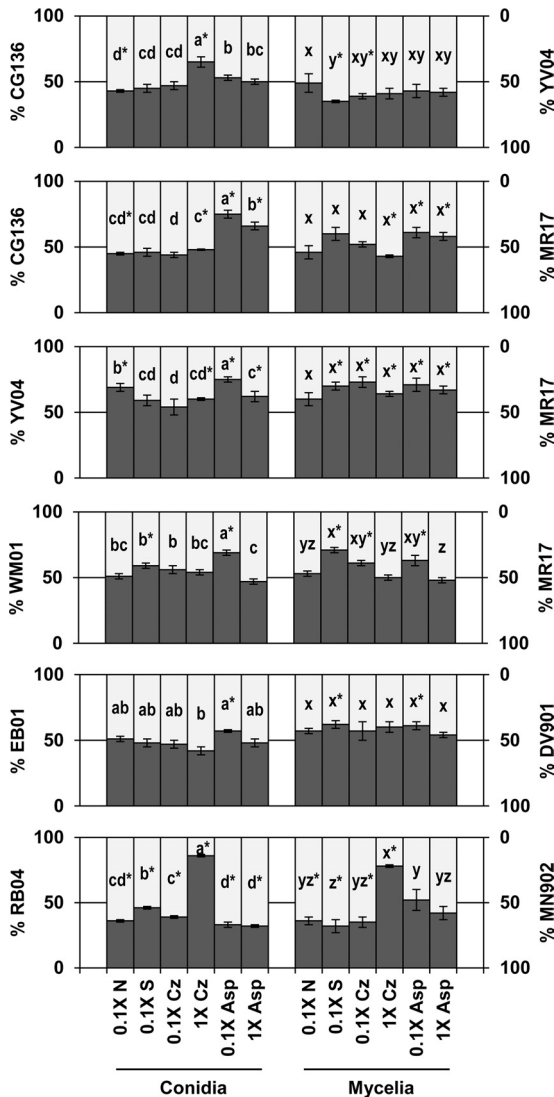 100
50
0
% CG136
d* cd cd a* b bc
x y* xy* xy xy xy
0
50
100
% YV04
100
50
0
% CG136
cd* cd d c* a* b*
x x x x* x* x*
0
50
100
% MR17
100
50
0
% YV04
b* cd d cd* a* c*
x x* x* x* x* x*
0
50
100
% MR17
100
50
0
% WM01
bc b* b bc a* c
yz x* xy* yz xy* z
0
50
100
% MR17
100
50
0
% EB01
ab ab ab b a* ab
x x* x x x* x
0
50
100
% DV901
100
50
0
% RB04
cd* b* c* a* d* d*
yz* z* yz* x* y yz
0
50
100
% MN902
0.1X N
0.1X S
0.1X Cz
1X Cz
0.1X Asp
1X Asp
0.1X N
0.1X S
0.1X Cz
1X Cz
0.1X Asp
1X Asp
Conidia
Mycelia